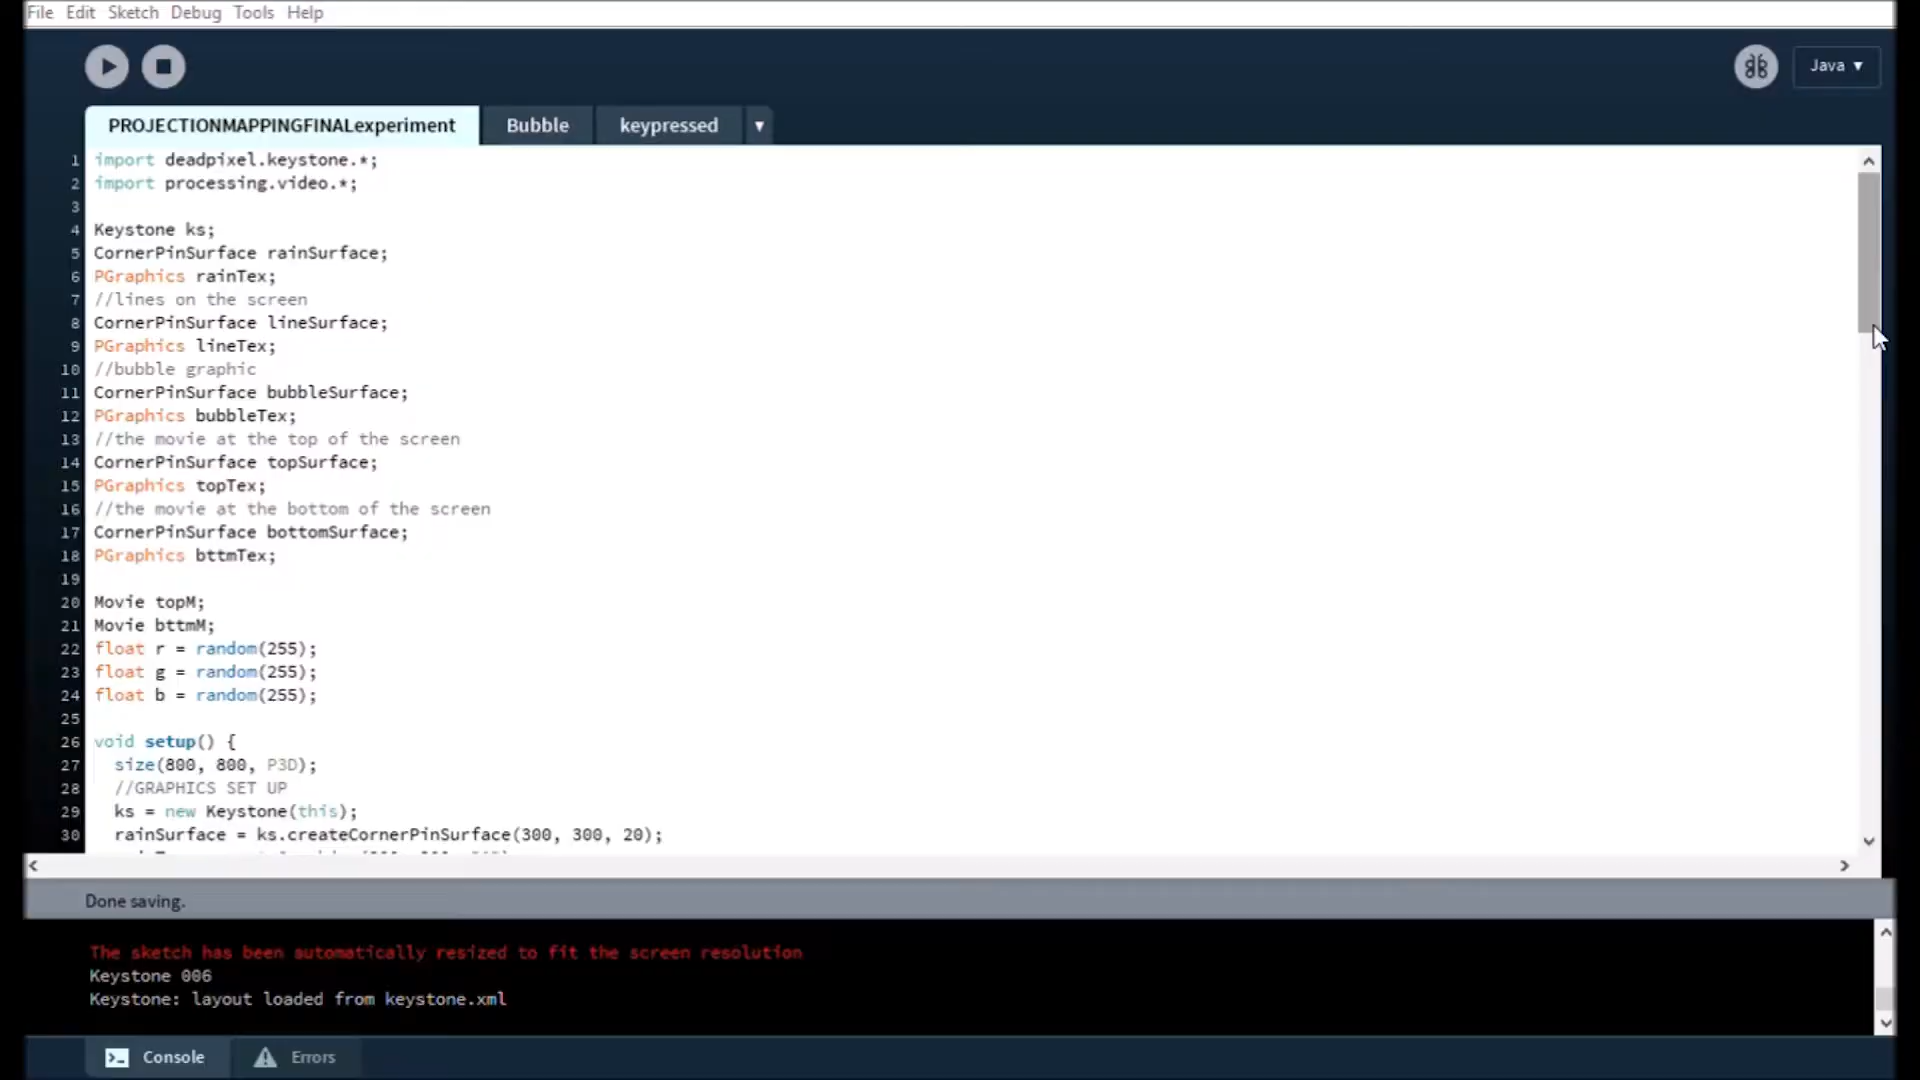 File Edit Sketch Debug Tools Help
Java ▾
PROJECTIONMAPPINGFINALexperiment Bubble keypressed ▾
1 import deadpixel.keystone.*;
2 import processing.video.*;
3
4 Keystone ks;
5 CornerPinSurface rainSurface;
6 PGraphics rainTex;
7 //lines on the screen
8 CornerPinSurface lineSurface;
9 PGraphics lineTex;
10 //bubble graphic
11 CornerPinSurface bubbleSurface;
12 PGraphics bubbleTex;
13 //the movie at the top of the screen
14 CornerPinSurface topSurface;
15 PGraphics topTex;
16 //the movie at the bottom of the screen
17 CornerPinSurface bottomSurface;
18 PGraphics bttmTex;
19
20 Movie topM;
21 Movie bttmM;
22 float r = random(255);
23 float g = random(255);
24 float b = random(255);
25
26 void setup() {
27 size(800, 800, P3D);
28 //GRAPHICS SET UP
29 ks = new Keystone(this);
30 rainSurface = ks.createCornerPinSurface(300, 300, 20);
Done saving.
The sketch has been automatically resized to fit the screen resolution
Keystone 006
Keystone: layout loaded from keystone.xml
Console Errors